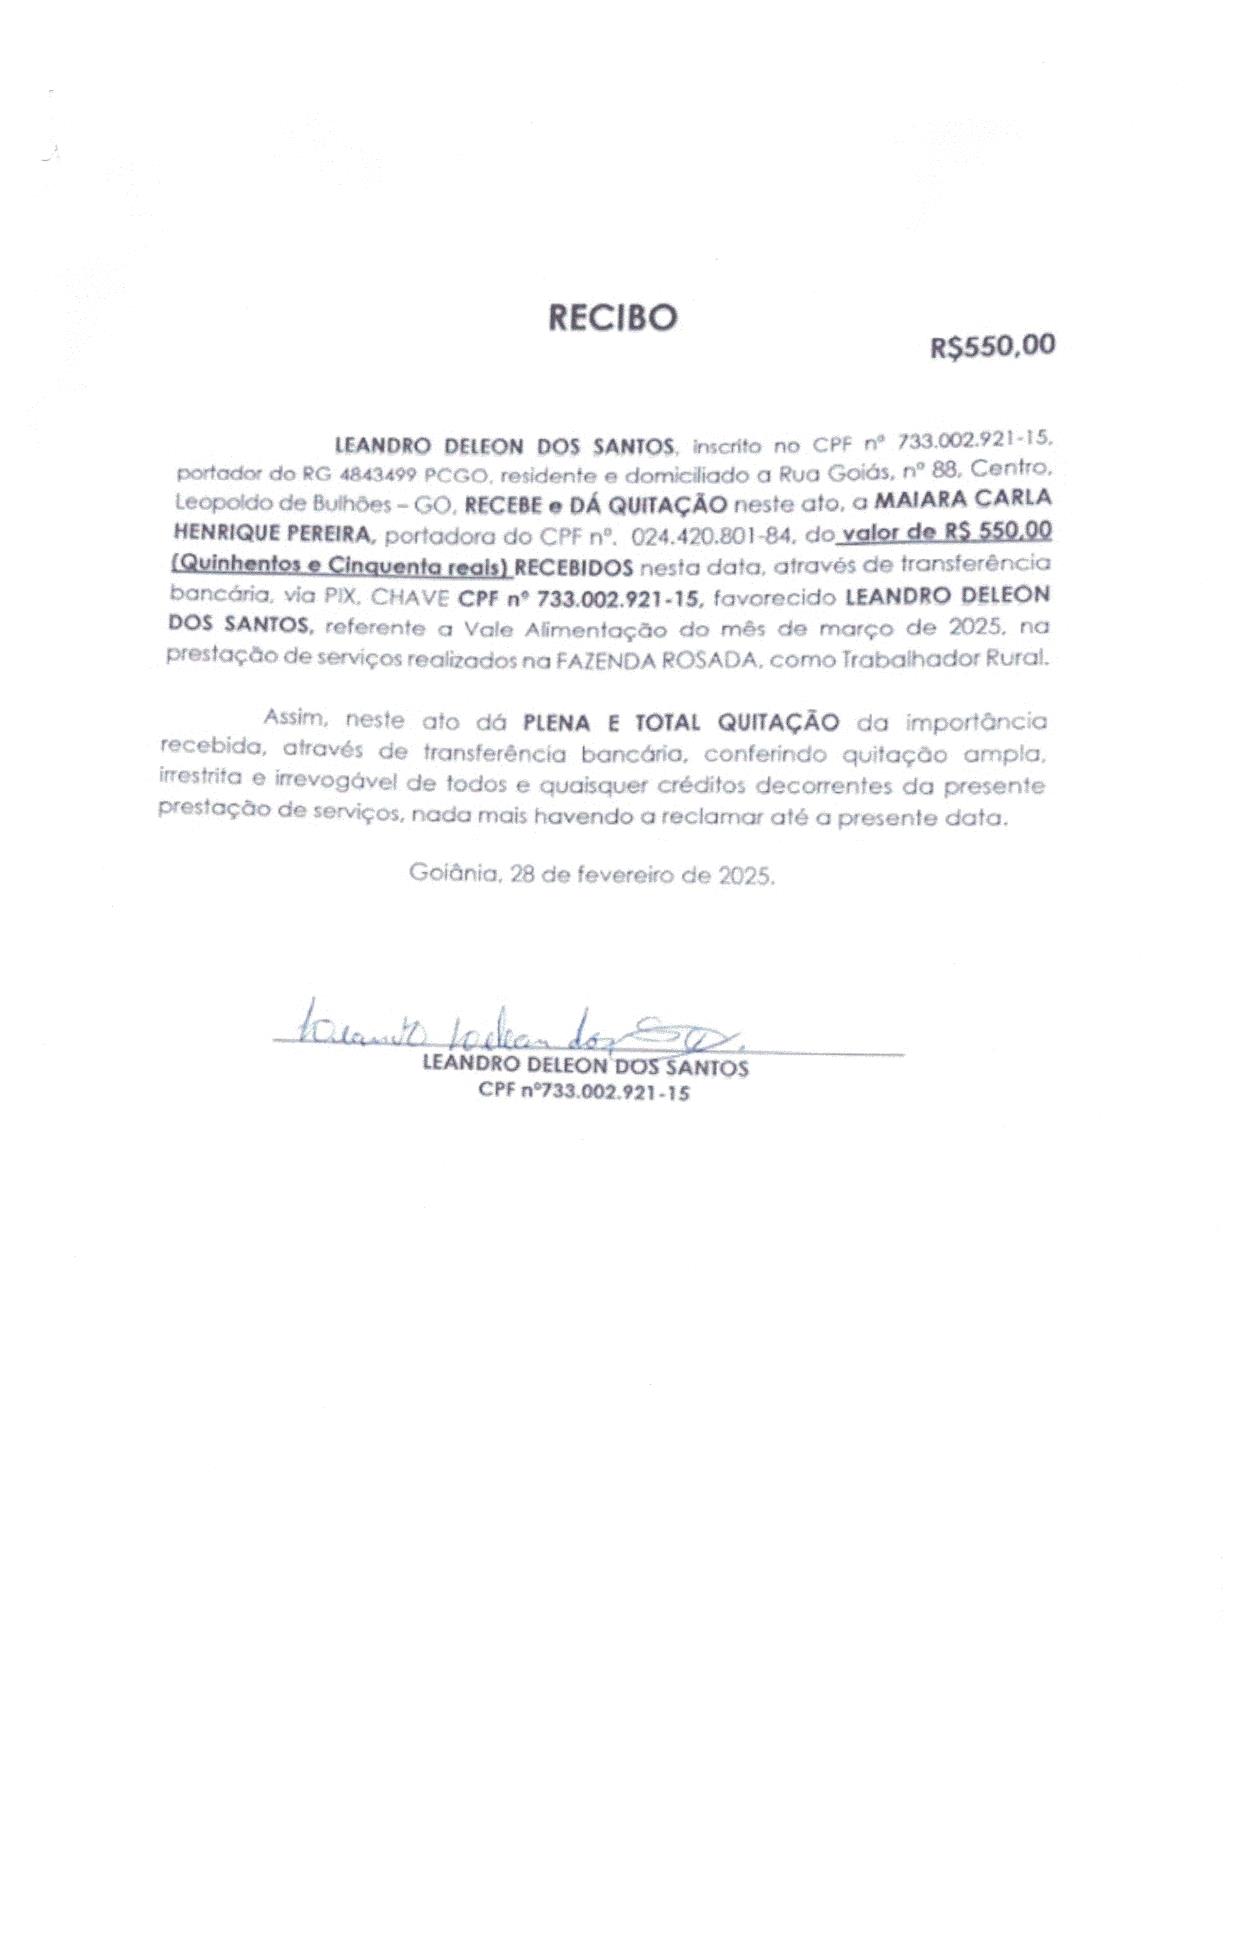 RECIBO
R$550,00
LEANDRO DELEON DOS SANTOS, inscrito no CPF nº 733.002.921-15,
portador do RG 4843499 PCGO, residente e domiciliado a Rua Goiás, nº 88, Centro,
Leopoldo de Bulhões – GO, RECEBE e DÁ QUITAÇÃO neste ato, a MAIARA CARLA
HENRIQUE PEREIRA, portadora do CPF nº. 024.420.801-84, do valor de R$ 550,00
(Quinhentos e Cinquenta reais) RECEBIDOS nesta data, através de transferência
bancária, via PIX, CHAVE CPF nº 733.002.921-15, favorecido LEANDRO DELEON
DOS SANTOS, referente a Vale Alimentação do mês de março de 2025, na
prestação de serviços realizados na FAZENDA ROSADA, como Trabalhador Rural.
Assim, neste ato dá PLENA E TOTAL QUITAÇÃO da importância
recebida, através de transferência bancária, conferindo quitação ampla,
irrestrita e irrevogável de todos e quaisquer créditos decorrentes da presente
prestação de serviços, nada mais havendo a reclamar até a presente data.
Goiânia, 28 de fevereiro de 2025.
dos
LEANDRO DELEON DOS SANTOS
CPF nº733.002.921-15